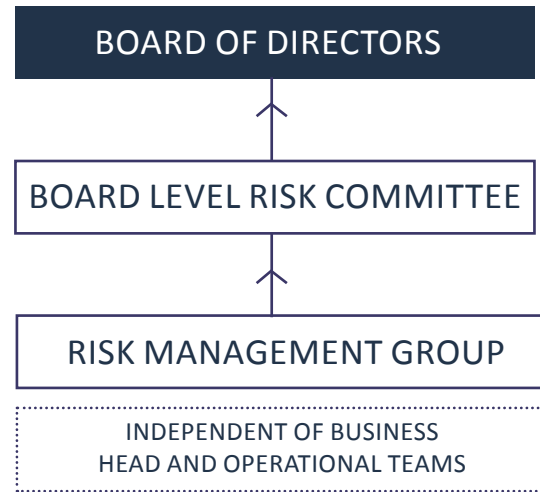 BOARD OF DIRECTORS
BOARD LEVEL RISK COMMITTEE
RISK MANAGEMENT GROUP
INDEPENDENT OF BUSINESS
HEAD AND OPERATIONAL TEAMS